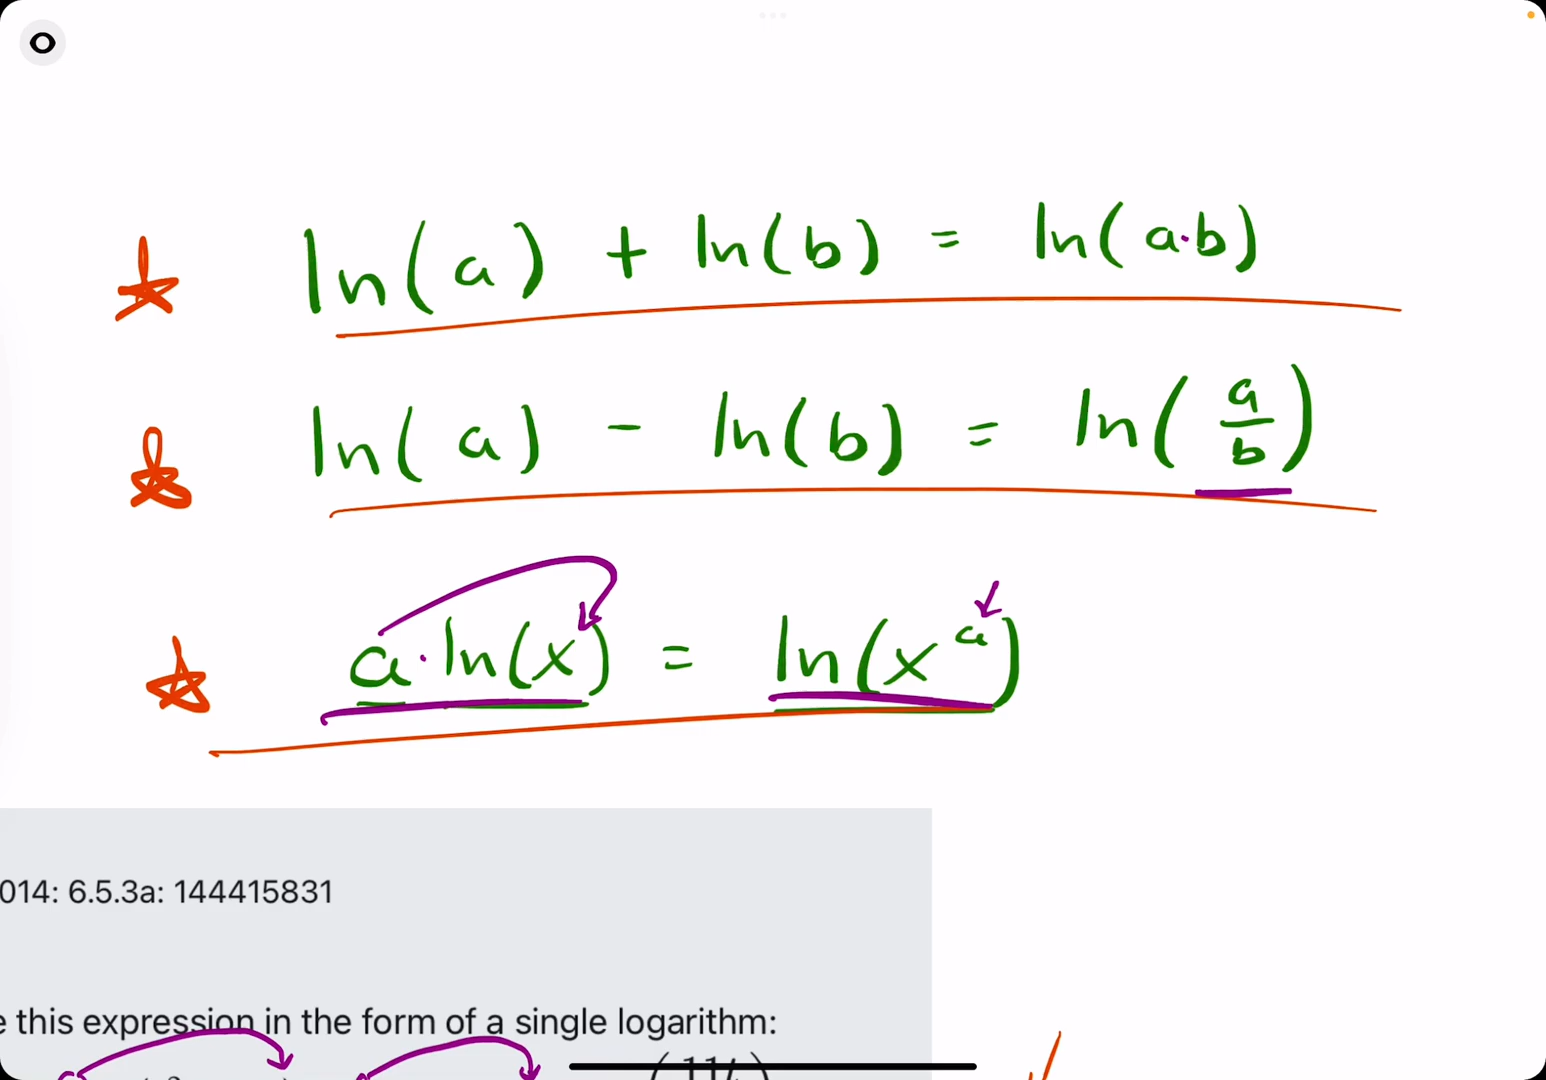 ln(a) + ln(b) = ln(a·b)
ln(a) - ln(b) = ln(a/b)
a·ln(x) = ln(x^a)
014: 6.5.3a: 144415831
e this expression in the form of a single logarithm: